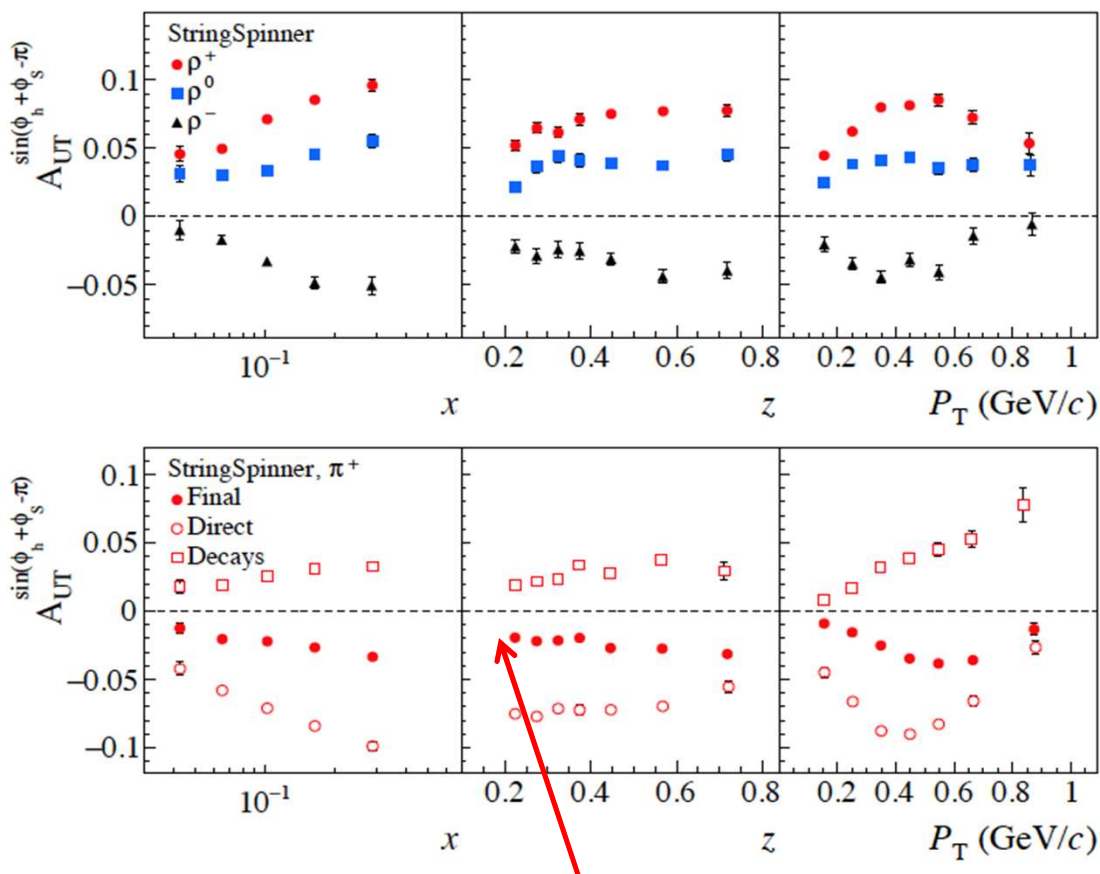 A_UT^sin(ϕ_h +ϕ_S -π)
StringSpinner
ρ⁺
ρ⁰
ρ⁻
0.1
0.05
0
−0.05
10⁻¹
0.2 0.4 0.6 0.8
0.2 0.4 0.6 0.8 1
x
z
P_T (GeV/c)
A_UT^sin(ϕ_h +ϕ_S -π)
StringSpinner, π⁺
Final
Direct
Decays
0.1
0.05
0
−0.05
−0.1
10⁻¹
0.2 0.4 0.6 0.8
0.2 0.4 0.6 0.8 1
x
z
P_T (GeV/c)